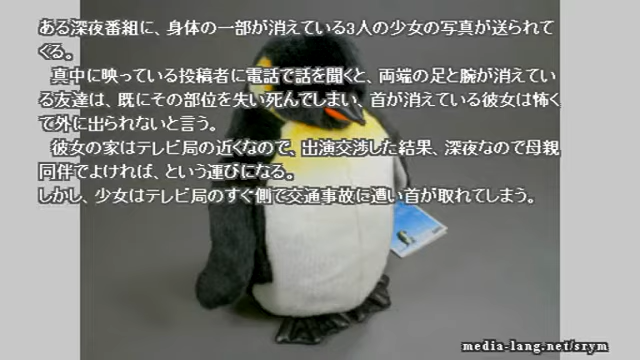 ある深夜番組に、身体の一部が消えている3人の少女の写真が送られて
くる。
　真中に映っている投稿者に電話で話を聞くと、両端の足と腕が消えてい
る友達は、既にその部位を失い死んでしまい、首が消えている彼女は怖く
て外に出られないと言う。
　彼女の家はテレビ局の近くなので、出演交渉した結果、深夜なので母親
同伴でよければ、という運びになる。
しかし、少女はテレビ局のすぐ側で交通事故に遭い首が取れてしまう。
media-lang.net/srym